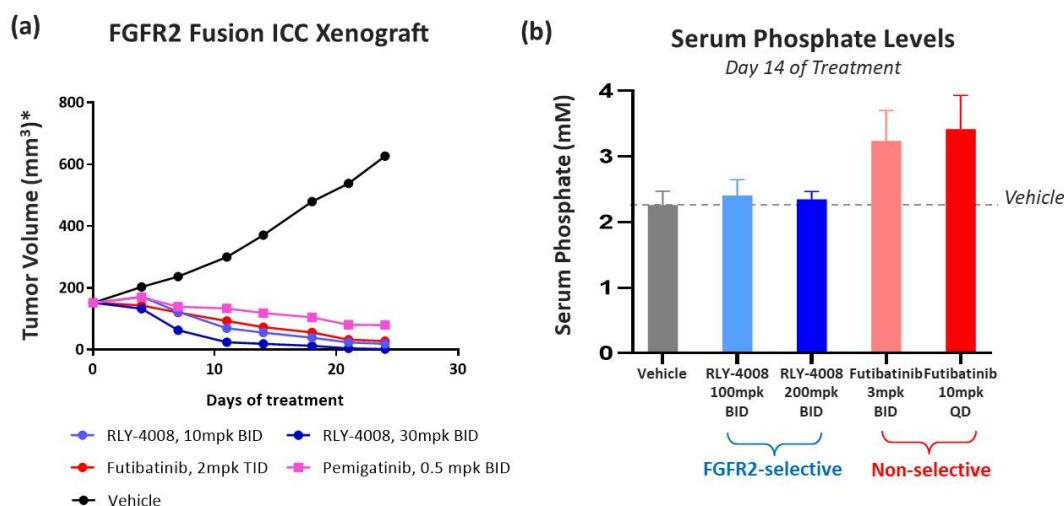 (a)
FGFR2 Fusion ICC Xenograft
Tumor Volume (mm³)*
800
600
400
200
0
0
10
20
30
Days of treatment
RLY-4008, 10mpk BID
RLY-4008, 30mpk BID
Futibatinib, 2mpk TID
Pemigatinib, 0.5 mpk BID
Vehicle
(b)
Serum Phosphate Levels
Day 14 of Treatment
Serum Phosphate (mM)
4
3
2
1
0
Vehicle
Vehicle
RLY-4008
100mpk
BID
RLY-4008
200mpk
BID
Futibatinib
3mpk
BID
Futibatinib
10mpk
QD
FGFR2-selective
Non-selective